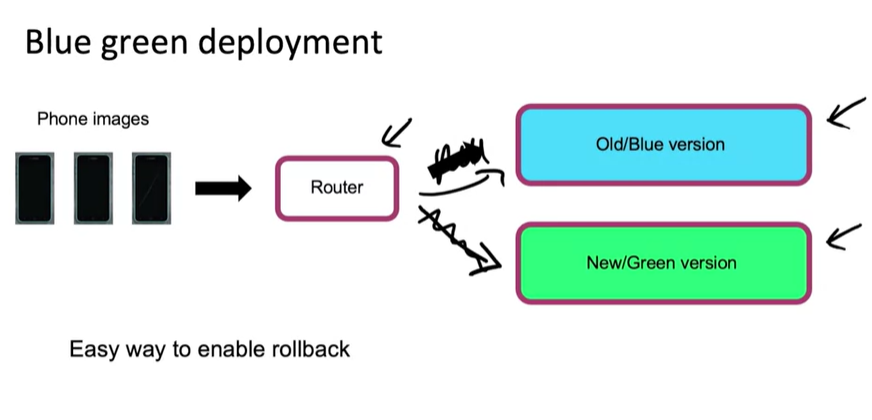 Blue green deployment
Phone images
Router
Old/Blue version
New/Green version
Easy way to enable rollback